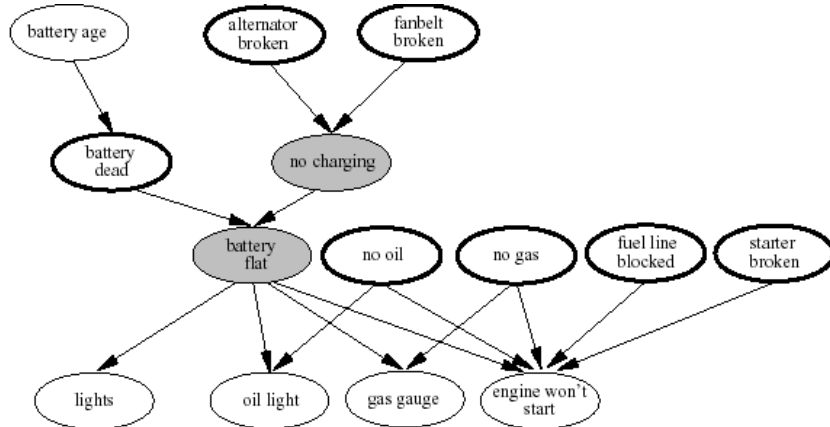 battery age
alternator
broken
fanbelt
broken
battery
dead
no charging
battery
flat
no oil
no gas
fuel line
blocked
starter
broken
lights
oil light
gas gauge
engine won't
start